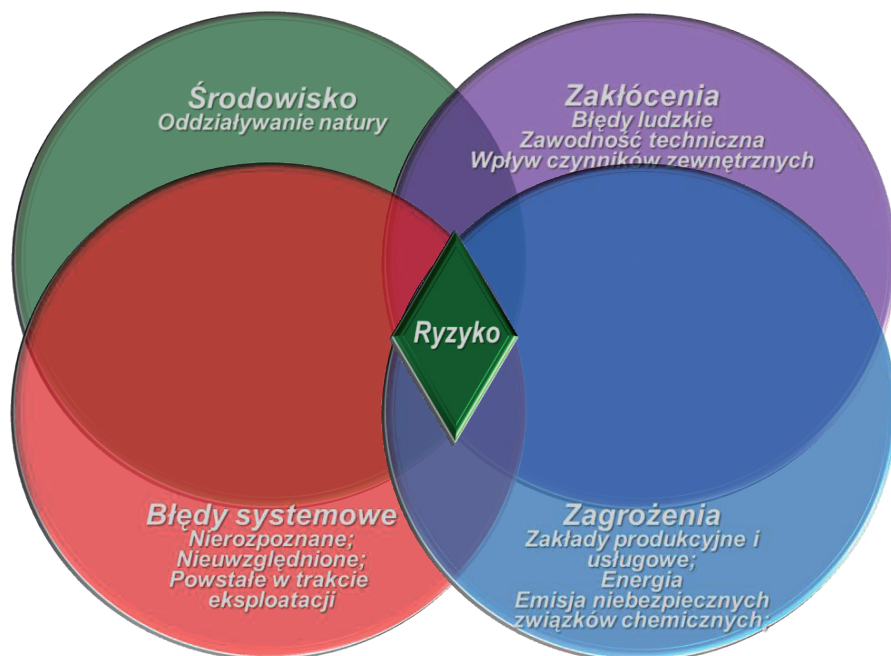 Środowisko
Oddziaływanie natury
Zakłócenia
Błędy ludzkie
Zawodność techniczna
Wpływ czynników zewnętrznych
Ryzyko
Błędy systemowe
Nierozpoznane;
Nieuwzględnione;
Powstałe w trakcie
eksploatacji
Zagrożenia
Zakłady produkcyjne i
usługowe;
Energia
Emisja niebezpiecznych
związków chemicznych;